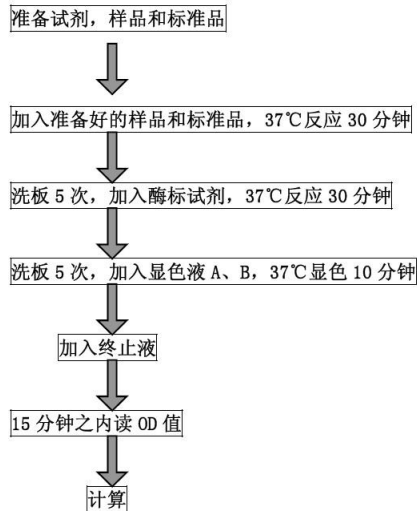 准备试剂，样品和标准品
加入准备好的样品和标准品，37℃反应 30 分钟
洗板 5 次，加入酶标试剂，37℃反应 30 分钟
洗板 5 次，加入显色液 A、B，37℃显色 10 分钟
加入终止液
15 分钟之内读 OD 值
计算